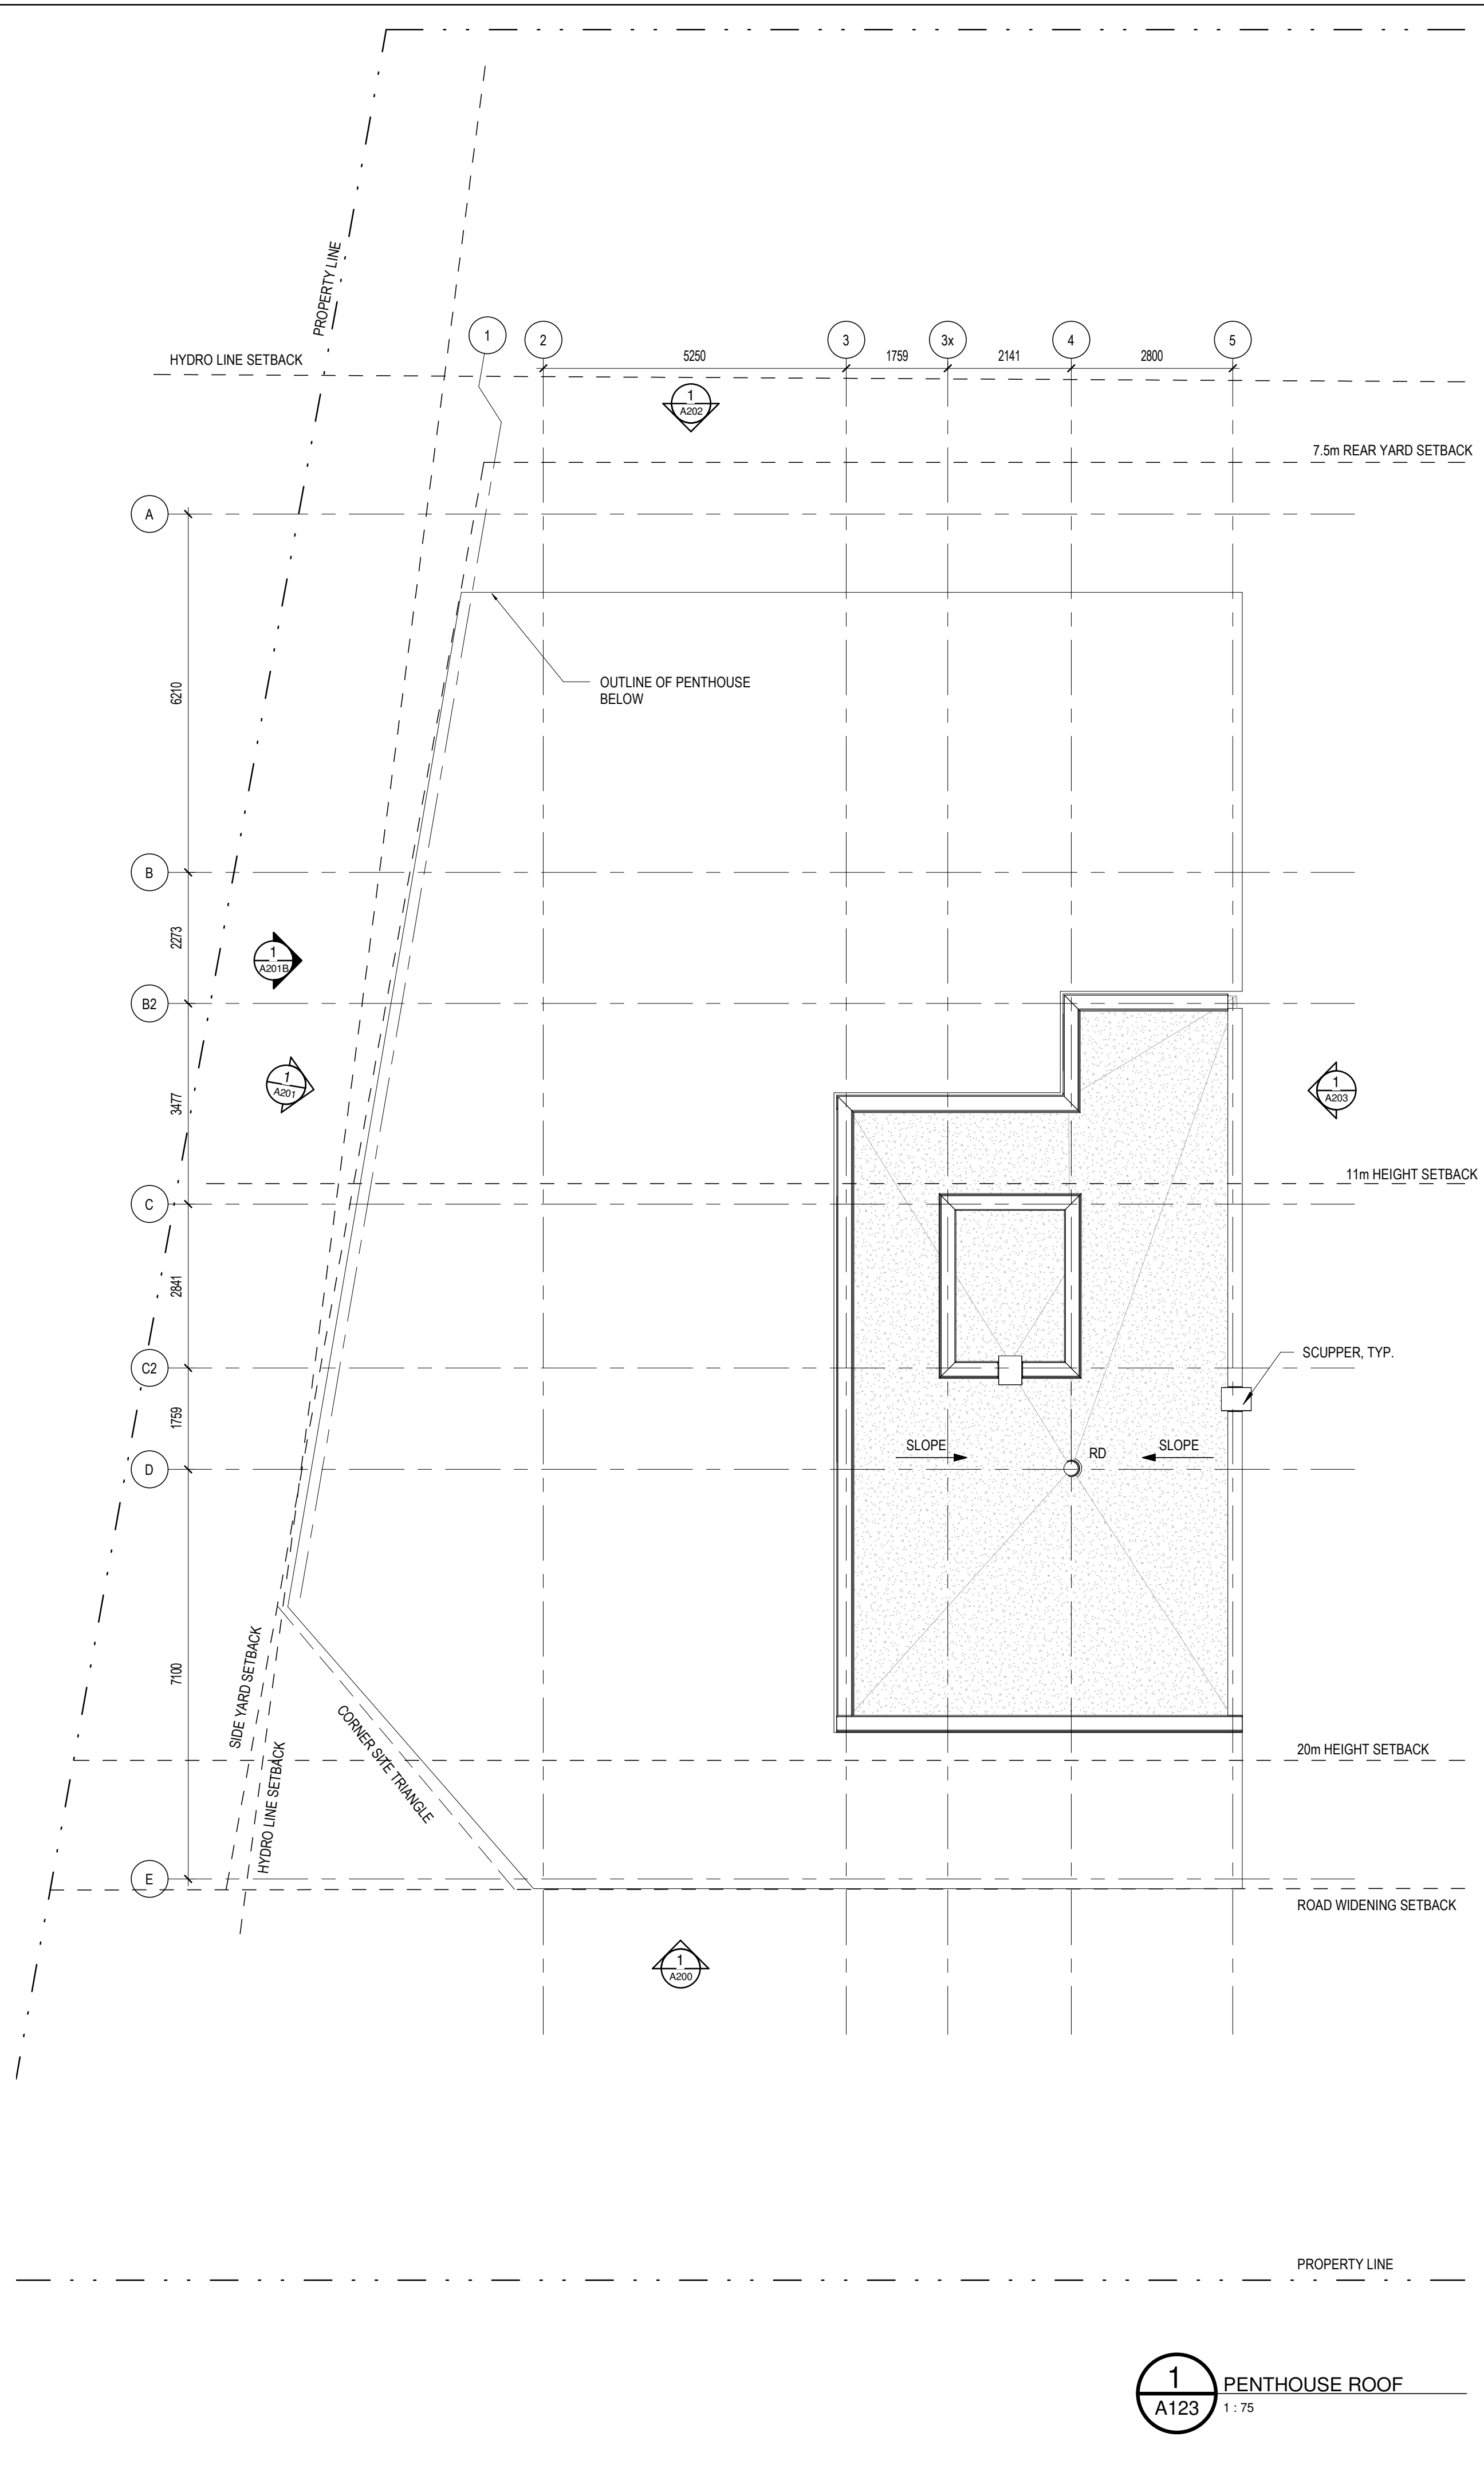 PROPERTY LINE
HYDRO LINE SETBACK
1
2
3
3x
4
5
5250
1759
2141
2800
1
A202
7.5m REAR YARD SETBACK
A
6210
OUTLINE OF PENTHOUSE
BELOW
B
2273
1
A201B
B2
3477
1
A201
1
A203
11m HEIGHT SETBACK
C
2841
C2
SCUPPER, TYP.
1759
SLOPE
RD
SLOPE
D
7100
SIDE YARD SETBACK
HYDRO LINE SETBACK
CORNER SITE TRIANGLE
20m HEIGHT SETBACK
E
ROAD WIDENING SETBACK
1
A200
PROPERTY LINE
1
A123
PENTHOUSE ROOF
1 : 75